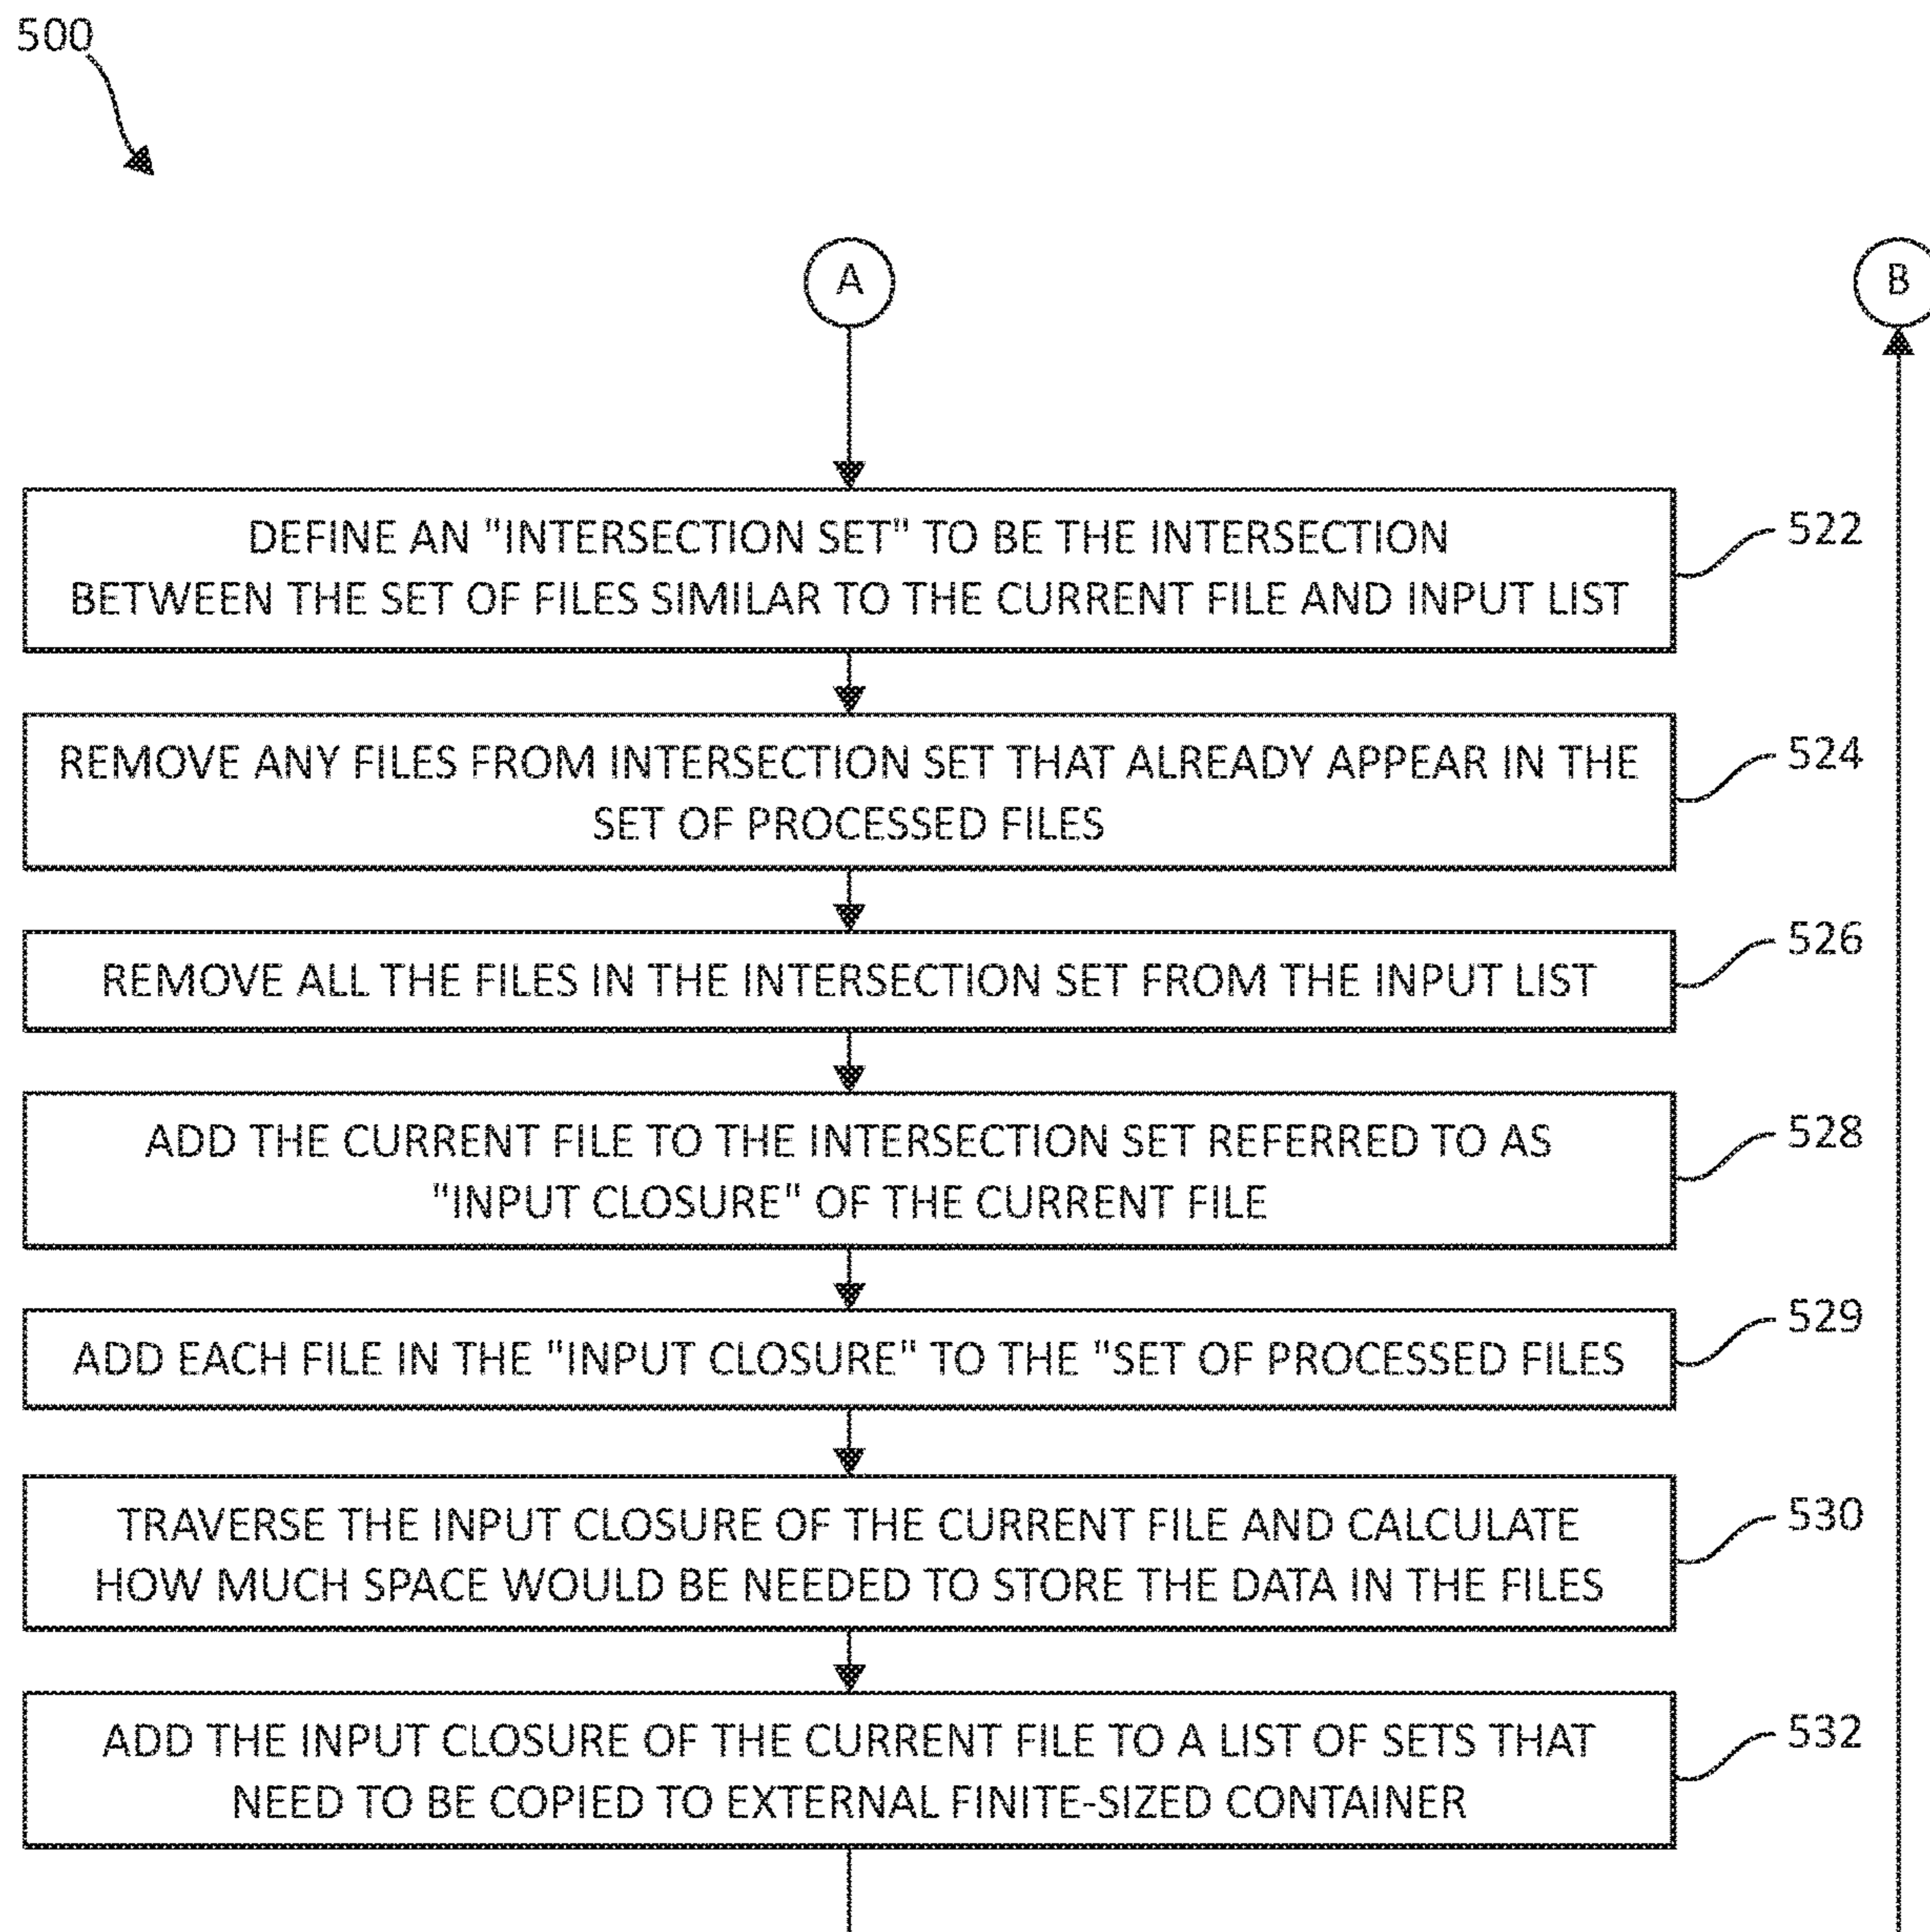 500
A
B
DEFINE AN "INTERSECTION SET" TO BE THE INTERSECTION
BETWEEN THE SET OF FILES SIMILAR TO THE CURRENT FILE AND INPUT LIST
522
REMOVE ANY FILES FROM INTERSECTION SET THAT ALREADY APPEAR IN THE
SET OF PROCESSED FILES
524
REMOVE ALL THE FILES IN THE INTERSECTION SET FROM THE INPUT LIST
526
ADD THE CURRENT FILE TO THE INTERSECTION SET REFERRED TO AS
"INPUT CLOSURE" OF THE CURRENT FILE
528
ADD EACH FILE IN THE "INPUT CLOSURE" TO THE "SET OF PROCESSED FILES
529
TRAVERSE THE INPUT CLOSURE OF THE CURRENT FILE AND CALCULATE
HOW MUCH SPACE WOULD BE NEEDED TO STORE THE DATA IN THE FILES
530
ADD THE INPUT CLOSURE OF THE CURRENT FILE TO A LIST OF SETS THAT
NEED TO BE COPIED TO EXTERNAL FINITE-SIZED CONTAINER
532